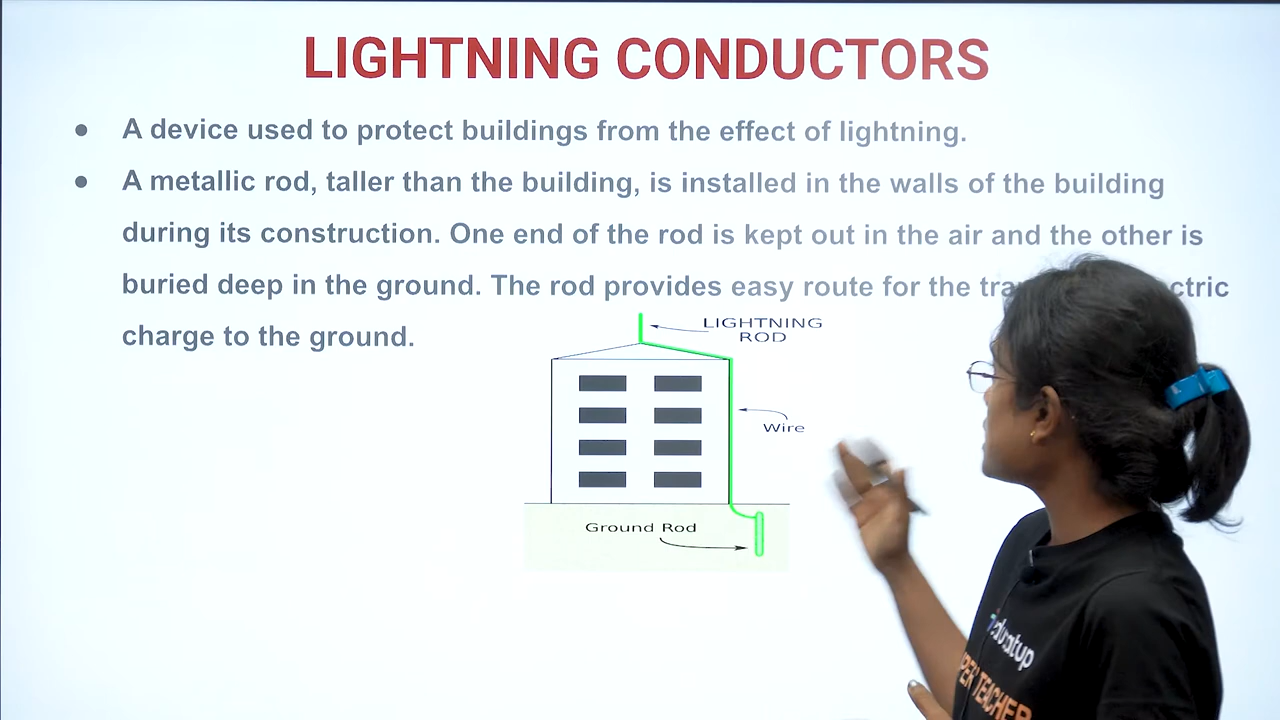 LIGHTNING CONDUCTORS
● A device used to protect buildings from the effect of lightning.
● A metallic rod, taller than the building, is installed in the walls of the building
during its construction. One end of the rod is kept out in the air and the other is
buried deep in the ground. The rod provides easy route for the
charge to the ground.
LIGHTNING
ROD
Wire
Ground Rod
TEACHER